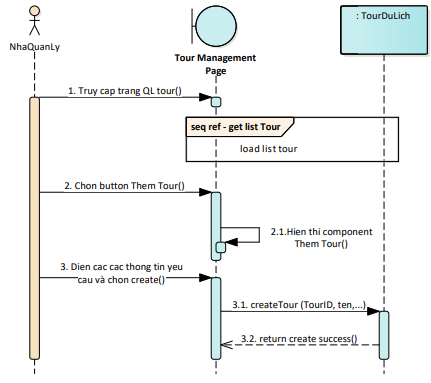 : TourDuLich
NhaQuanLy
Tour Management
Page
1. Truy cap trang QL tour()
seq ref - get list Tour
load list tour
2. Chon button Them Tour()
2.1.Hien thi component
Them Tour()
3. Dien cac cac thong tin yeu
cau và chon create()
3.1. createTour (TourID, ten,...)
3.2. return create success()